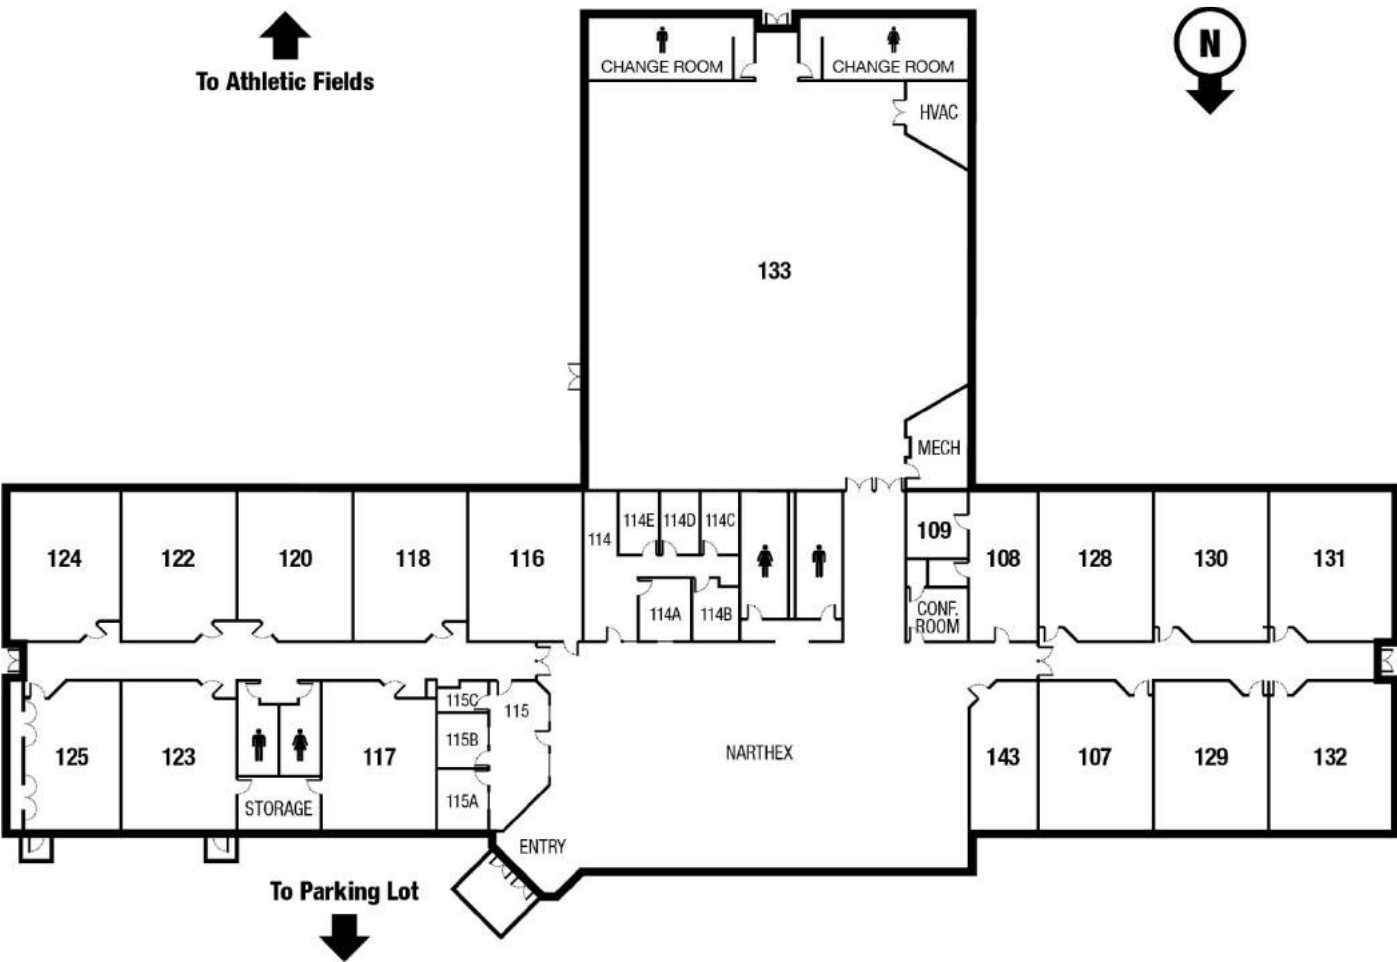 N
To Athletic Fields
CHANGE ROOM
CHANGE ROOM
HVAC
133
MECH
124
122
120
118
116
114
114E
114D
114C
114A
114B
109
CONF.
ROOM
108
128
130
131
125
123
STORAGE
117
115C
115B
115A
115
NARTHEX
143
107
129
132
ENTRY
To Parking Lot